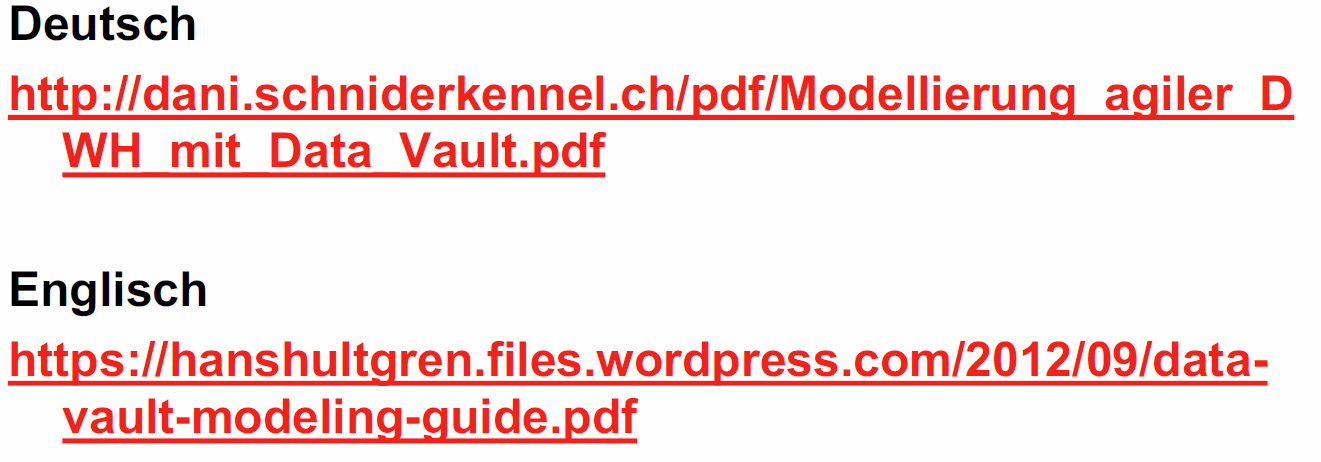 Deutsch
http://dani.schniderkennel.ch/pdf/Modellierung_agiler_D
WH_mit_Data_Vault.pdf
Englisch
https://hanshultgren.files.wordpress.com/2012/09/data-
vault-modeling-guide.pdf